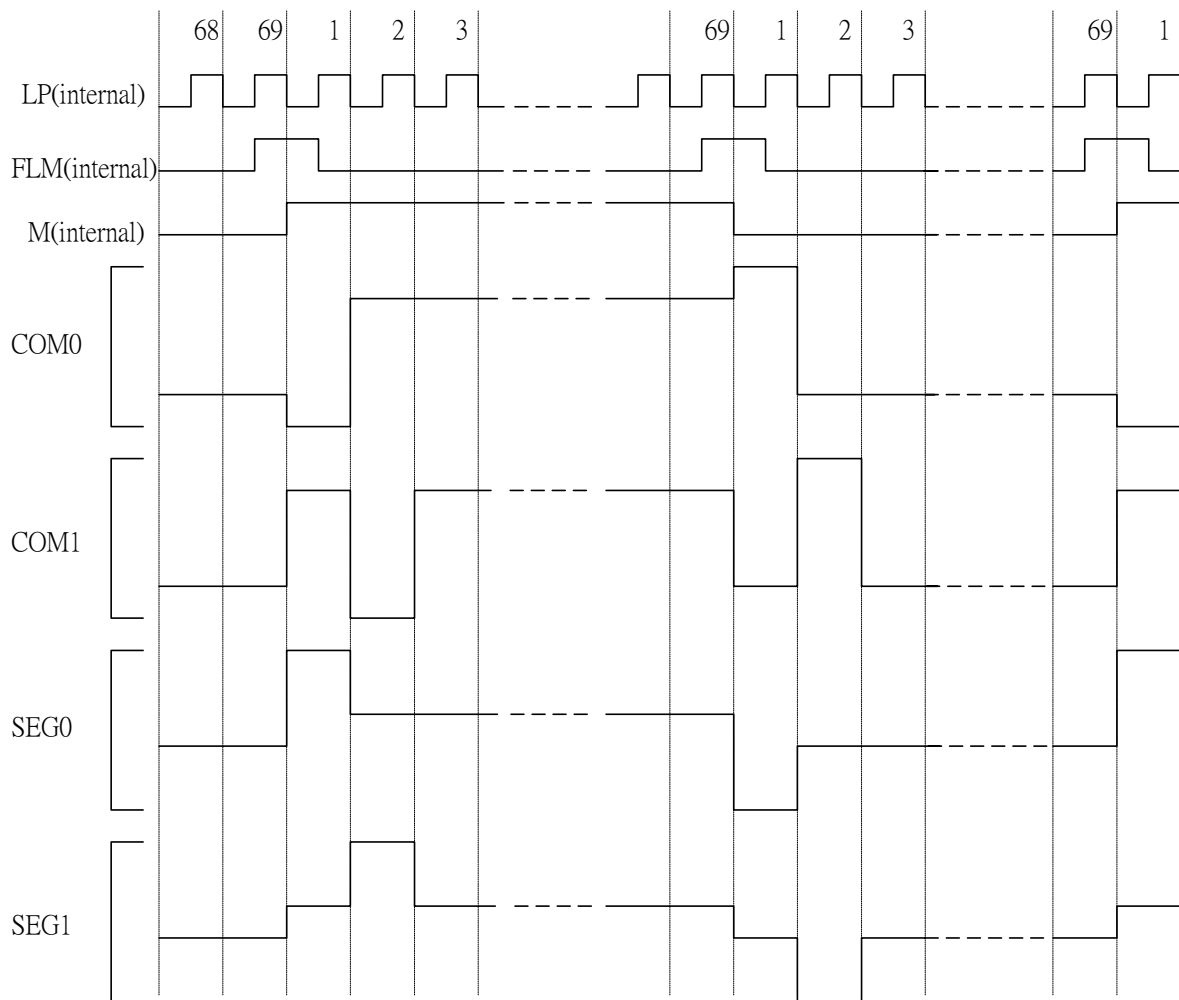 68 69 1 2 3 69 1 2 3 69 1
LP(internal)
FLM(internal)
M(internal)
COM0
COM1
SEG0
SEG1